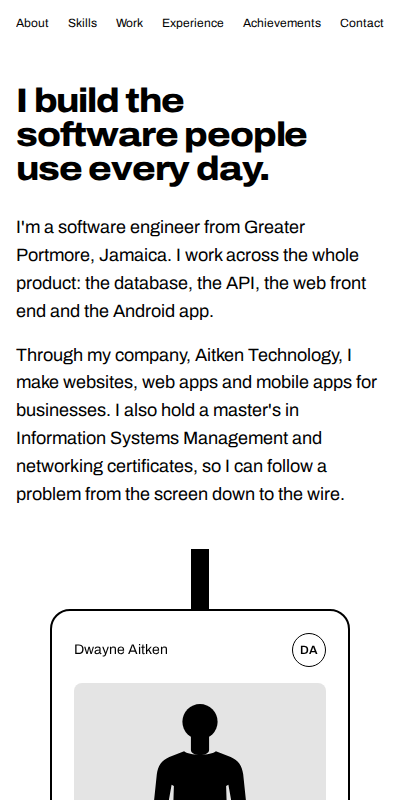 About Skills Work Experience Achievements Contact
I build the
software people
use every day.
I'm a software engineer from Greater
Portmore, Jamaica. I work across the whole
product: the database, the API, the web front
end and the Android app.
Through my company, Aitken Technology, I
make websites, web apps and mobile apps for
businesses. I also hold a master's in
Information Systems Management and
networking certificates, so I can follow a
problem from the screen down to the wire.
Dwayne Aitken
DA